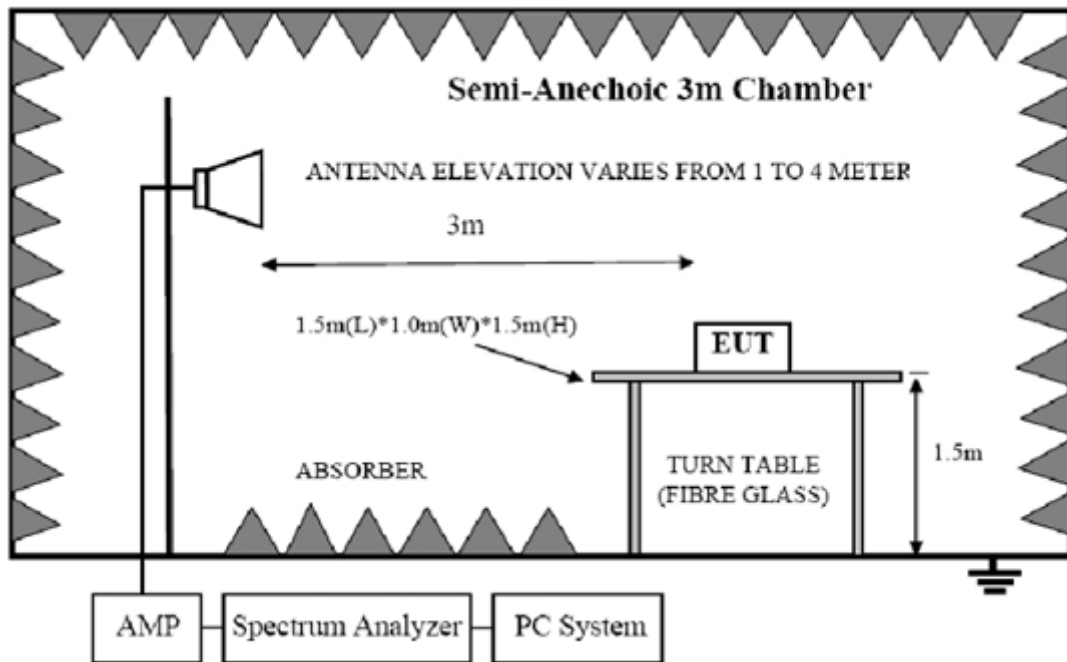 Semi-Anechoic 3m Chamber
ANTENNA ELEVATION VARIES FROM 1 TO 4 METER
3m
1.5m(L)*1.0m(W)*1.5m(H)
EUT
1.5m
ABSORBER
TURN TABLE
(FIBRE GLASS)
AMP
Spectrum Analyzer
PC System